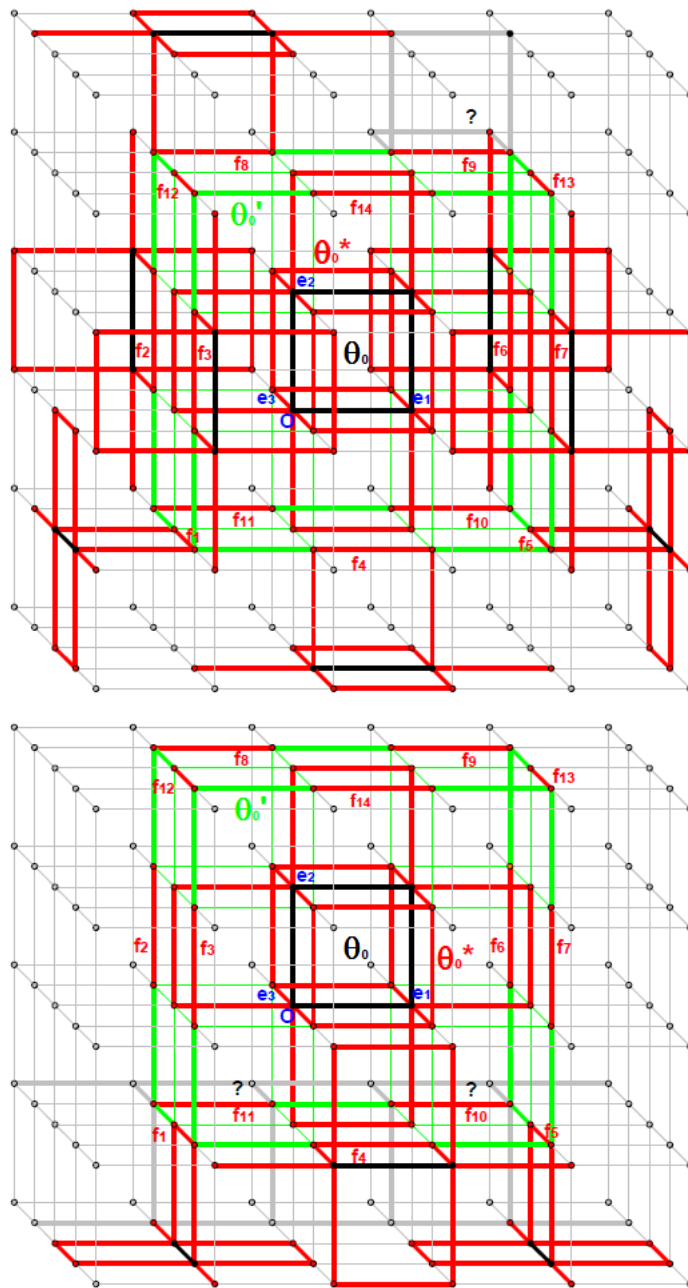 ?
f8 f9
f12 f13
θ0' f14
θ0*
e2
f2 f3 θ0 f6 f7
e3 e1
O
f11 f10
f1 f5
f4
f8 f9
f12 f13
θ0' f14
e2
f2 f3 θ0 θ0* f6 f7
e3 e1
O
? ?
f11 f10
f1 f5
f4